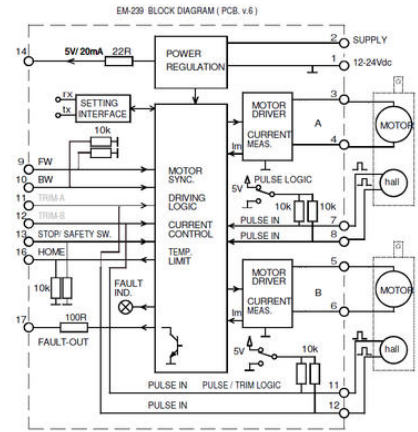 EM-239 BLOCK DIAGRAM ( PCB. v.6 )
14
5V/ 20mA
22R
POWER
REGULATION
2
SUPPLY
1
12-24Vdc
rx
tx
SETTING
INTERFACE
10k
MOTOR
DRIVER
CURRENT
MEAS.
A
Im
3
4
MOTOR
hall
9
FW
10
BW
11
TRIM-A
12
TRIM-B
13
STOP/ SAFETY SW.
16
HOME
10k
MOTOR
SYNC.
DRIVING
LOGIC
CURRENT
CONTROL
TEMP.
LIMIT
5V
PULSE LOGIC
10k
10k
PULSE IN
7
PULSE IN
8
FAULT
IND.
17
100R
FAULT-OUT
MOTOR
DRIVER
CURRENT
MEAS.
B
Im
5
6
MOTOR
hall
5V
10k
PULSE IN
PULSE / TRIM LOGIC
11
PULSE IN
12